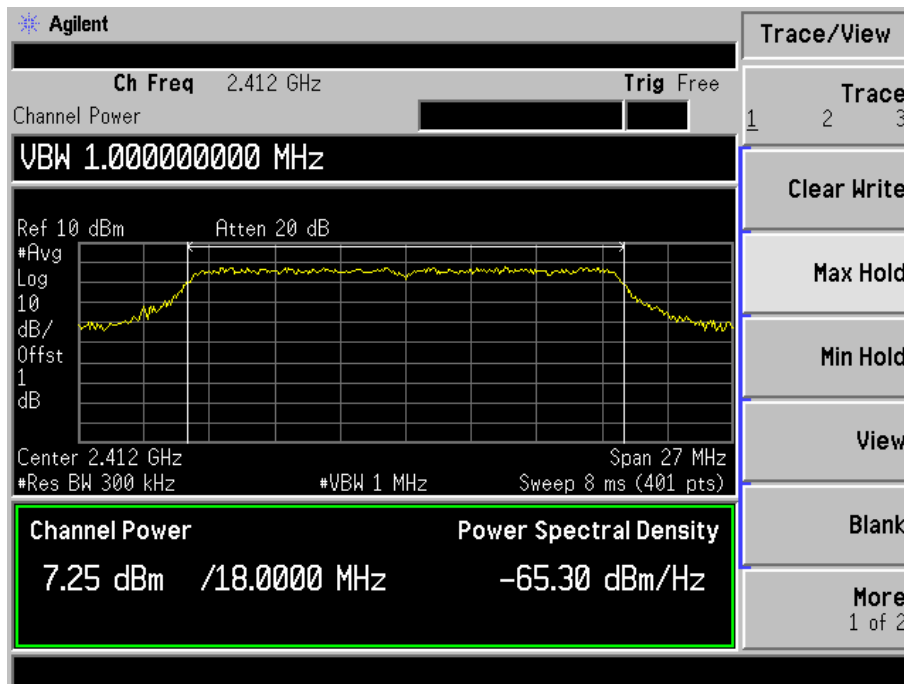 Agilent
Trace/View
Ch Freq 2.412 GHz Trig Free
Channel Power
Trace
1 2 3
VBW 1.000000000 MHz
Clear Write
Ref 10 dBm Atten 20 dB
#Avg
Log
10
dB/
Offst
1
dB
Max Hold
Min Hold
Center 2.412 GHz Span 27 MHz
#Res BW 300 kHz #VBW 1 MHz Sweep 8 ms (401 pts)
View
Channel Power Power Spectral Density
7.25 dBm /18.0000 MHz -65.30 dBm/Hz
Blank
More
1 of 2